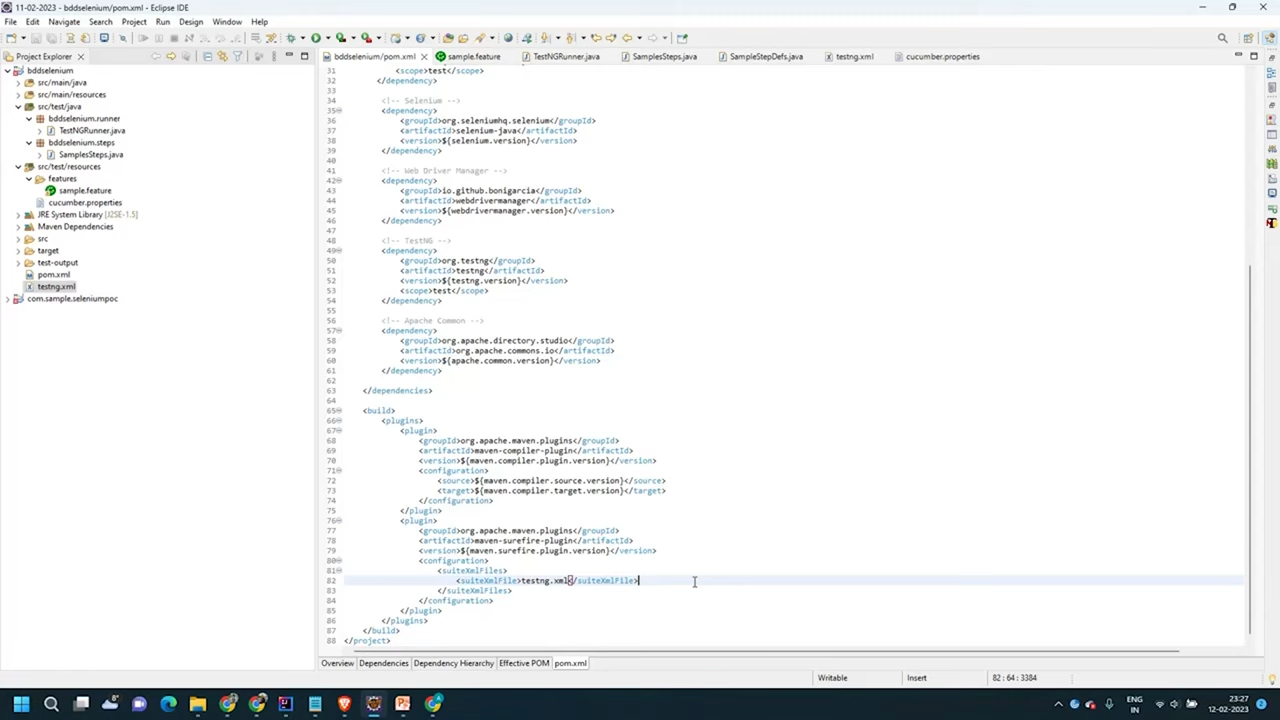 11-02-2023 - bddselenium/pom.xml - Eclipse IDE
File Edit Navigate Search Project Run Design Window Help
Project Explorer
bddselenium
src/main/java
src/main/resources
src/test/java
bddselenium.runner
TestNGRunner.java
bddselenium.steps
SamplesSteps.java
src/test/resources
features
sample.feature
cucumber.properties
JRE System Library [J2SE-1.5]
Maven Dependencies
src
target
test-output
pom.xml
testng.xml
com.sample.seleniumpoc
bddselenium/pom.xml sample.feature TestNGRunner.java SamplesSteps.java SampleStepDefs.java testng.xml cucumber.properties
31 <scope>test</scope>
32 </dependency>
33
34 <!-- Selenium -->
35 <dependency>
36 <groupId>org.seleniumhq.selenium</groupId>
37 <artifactId>selenium-java</artifactId>
38 <version>${selenium.version}</version>
39 </dependency>
40
41 <!-- Web Driver Manager -->
42 <dependency>
43 <groupId>io.github.bonigarcia</groupId>
44 <artifactId>webdrivermanager</artifactId>
45 <version>${webdrivermanager.version}</version>
46 </dependency>
47
48 <!-- TestNG -->
49 <dependency>
50 <groupId>org.testng</groupId>
51 <artifactId>testng</artifactId>
52 <version>${testng.version}</version>
53 <scope>test</scope>
54 </dependency>
55
56 <!-- Apache Common -->
57 <dependency>
58 <groupId>org.apache.directory.studio</groupId>
59 <artifactId>org.apache.commons.io</artifactId>
60 <version>${apache.common.version}</version>
61 </dependency>
62
63 </dependencies>
64
65 <build>
66 <plugins>
67 <plugin>
68 <groupId>org.apache.maven.plugins</groupId>
69 <artifactId>maven-compiler-plugin</artifactId>
70 <version>${maven.compiler.plugin.version}</version>
71 <configuration>
72 <source>${maven.compiler.source.version}</source>
73 <target>${maven.compiler.target.version}</target>
74 </configuration>
75 </plugin>
76 <plugin>
77 <groupId>org.apache.maven.plugins</groupId>
78 <artifactId>maven-surefire-plugin</artifactId>
79 <version>${maven.surefire.plugin.version}</version>
80 <configuration>
81 <suiteXmlFiles>
82 <suiteXmlFile>testng.xml</suiteXmlFile>
83 </suiteXmlFiles>
84 </configuration>
85 </plugin>
86 </plugins>
87 </build>
88 </project>
Overview Dependencies Dependency Hierarchy Effective POM pom.xml
Writable Insert 82 : 64 : 3384
8°
ENG
IN
23:27
12-02-2023